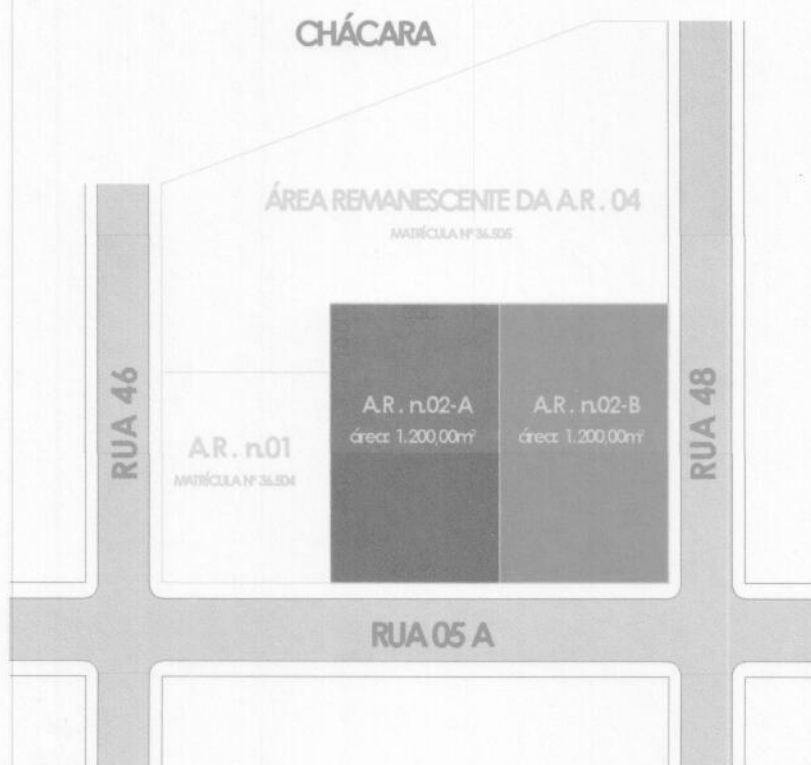 CHÁCARA
ÁREA REMANESCENTE DA A.R. 04
MATRÍCULA Nº 36.505
RUA 46
RUA 48
A.R. n.02-A
área: 1.200,00m²
A.R. n.02-B
área: 1.200,00m²
A.R. n.01
MATRÍCULA Nº 36.504
RUA 05 A